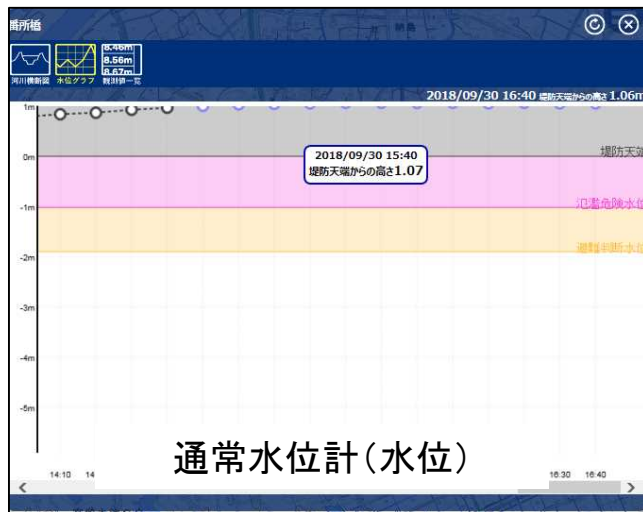 番所橋
8.46m
8.56m
8.67m
河川横断図 水位グラフ 観測値一覧
2018/09/30 16:40 堤防天端からの高さ1.06m
1m
2018/09/30 15:40
堤防天端からの高さ1.07
堤防天端
0m
氾濫危険水位
-1m
避難判断水位
-2m
-3m
-4m
-5m
通常水位計(水位)
14:10 14 16:30 16:40